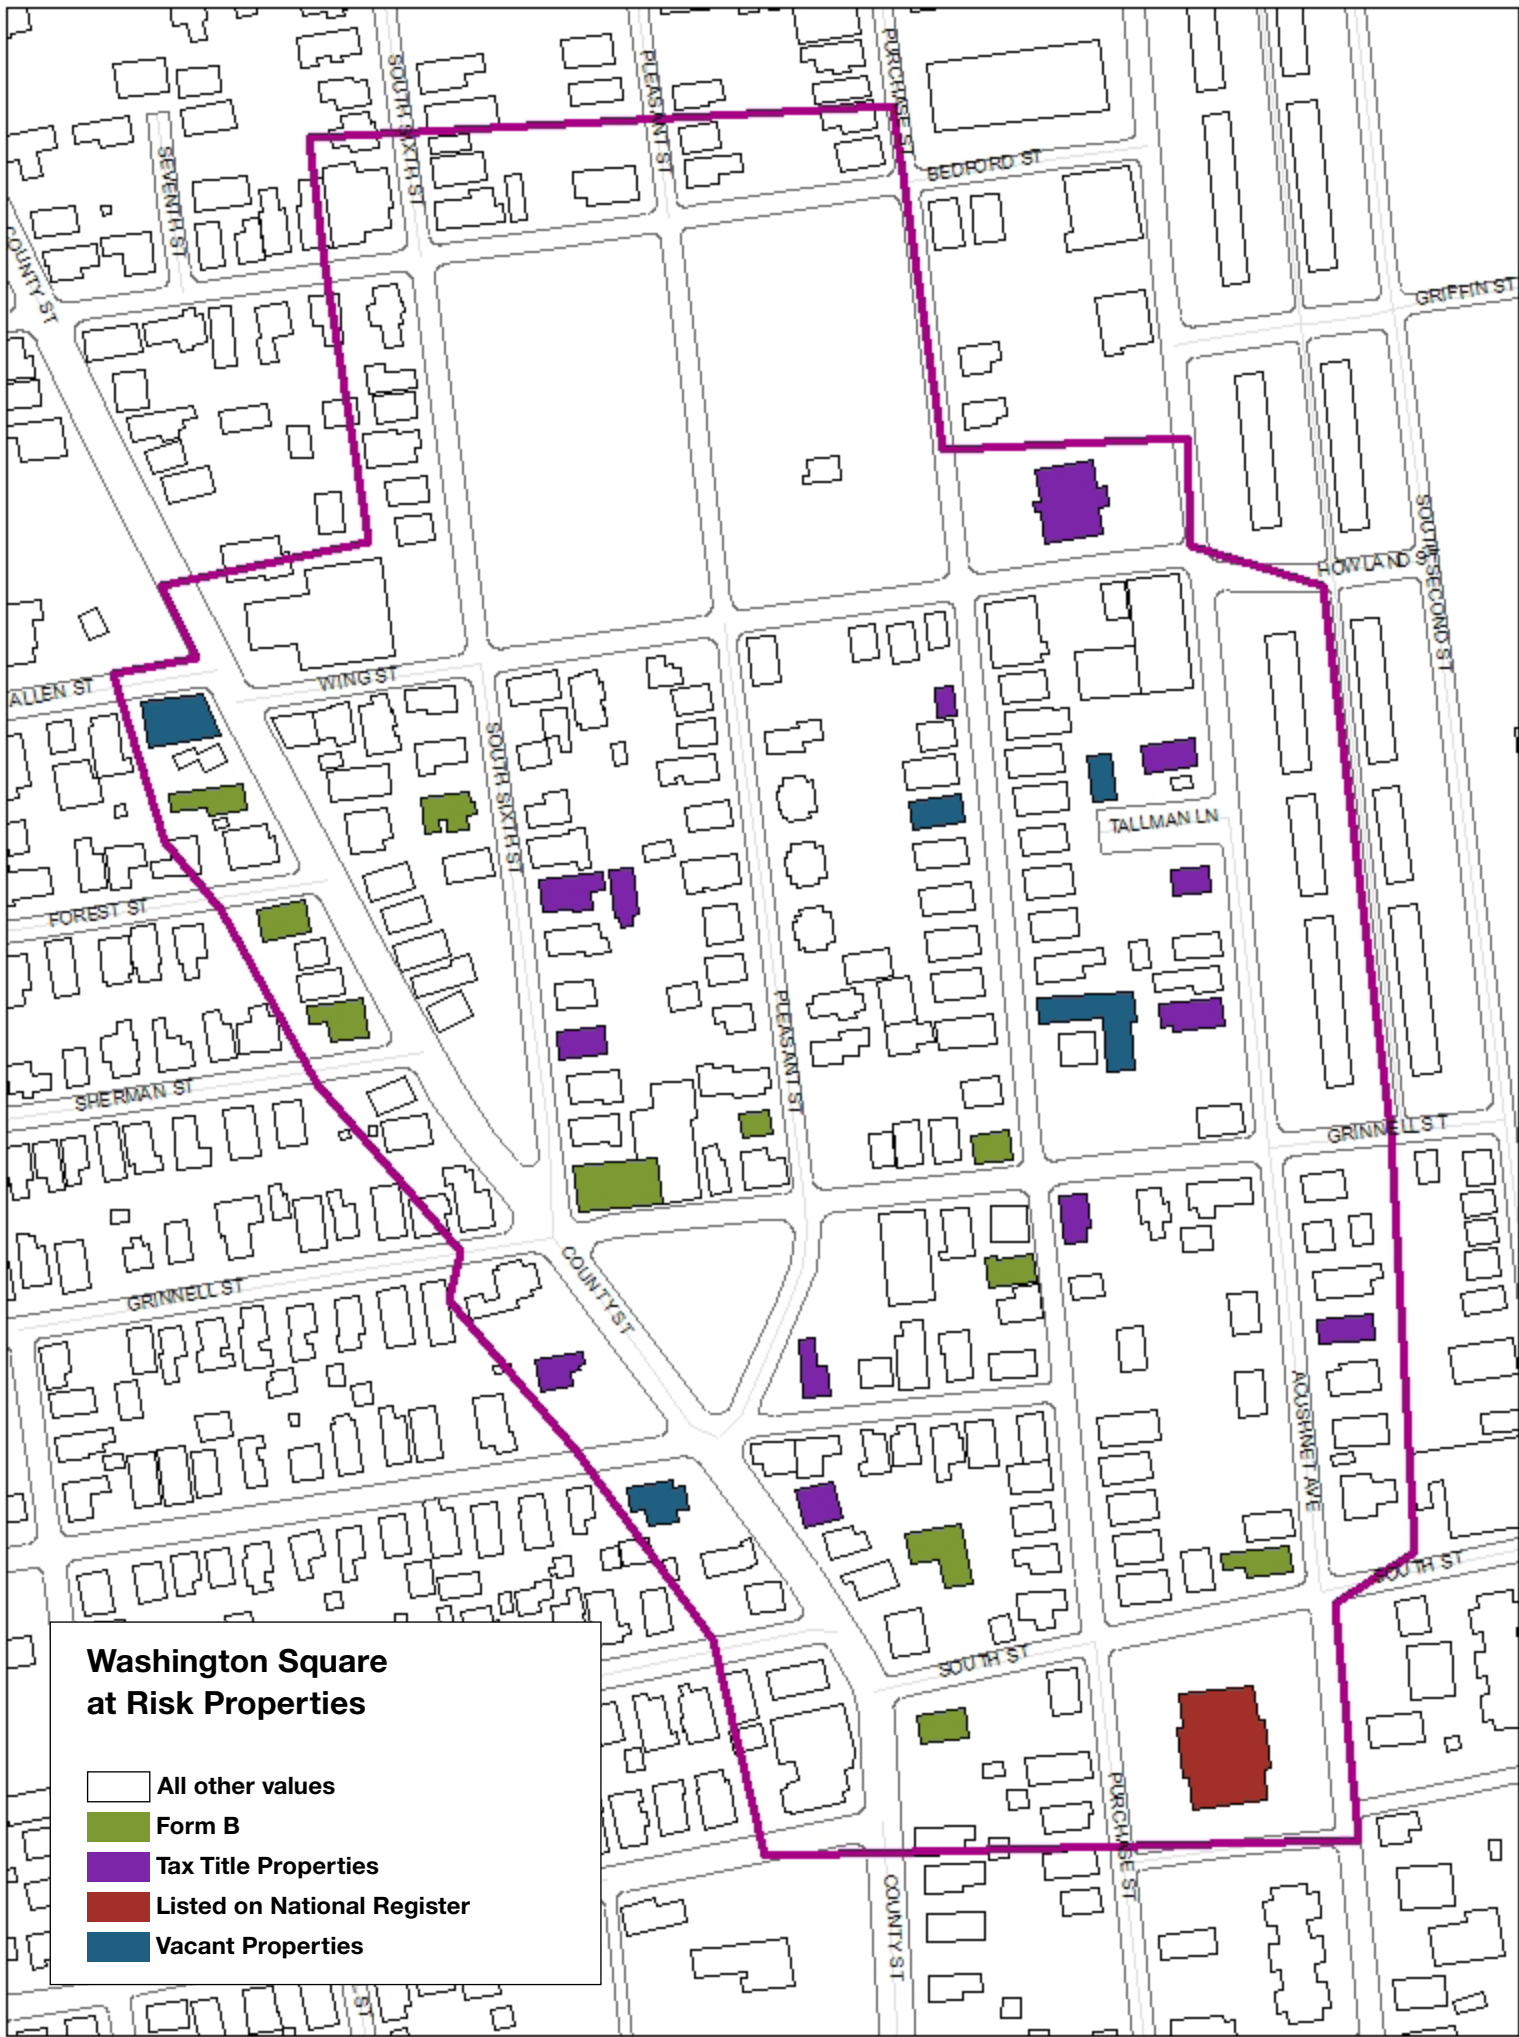 SOUTH SIXTH ST
PLEASANT ST
PURCHASE ST
BEDFORD ST
SEVENTH ST
COUNTY ST
GRIFFIN ST
SOUTH SECOND ST
HOWLAND S
ALLEN ST
WING ST
SOUTH SIXTH ST
TALLMAN LN
FOREST ST
PLEASANT ST
SHERMAN ST
GRINNELL ST
GRINNELL ST
COUNTY ST
ACUSHNET AVE
SOUTH ST
SOUTH ST
PURCHASE ST
COUNTY ST
ST
Washington Square
at Risk Properties
All other values
Form B
Tax Title Properties
Listed on National Register
Vacant Properties